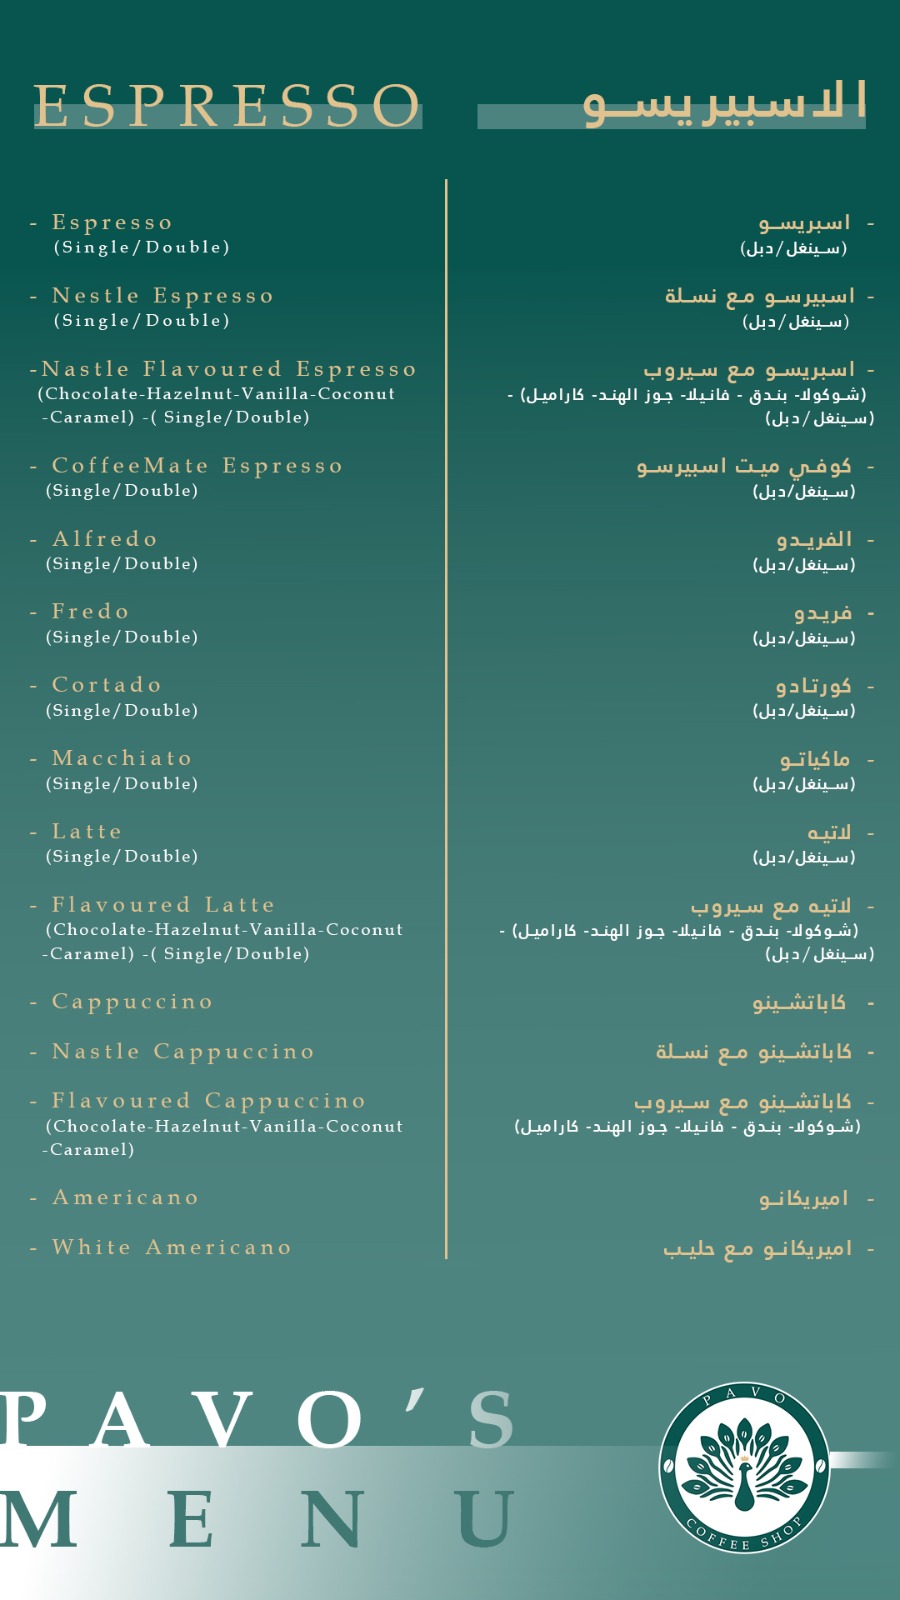 ESPRESSO
- Espresso
(Single/Double)
- Nestle Espresso
(Single/Double)
-Nastle Flavoured Espresso
(Chocolate-Hazelnut-Vanilla-Coconut
-Caramel) -( Single/Double)
- CoffeeMate Espresso
(Single/Double)
- Alfredo
(Single/Double)
- Fredo
(Single/Double)
- Cortado
(Single/Double)
- Macchiato
(Single/Double)
- Latte
(Single/Double)
- Flavoured Latte
(Chocolate-Hazelnut-Vanilla-Coconut
-Caramel) -( Single/Double)
- Cappuccino
- Nastle Cappuccino
- Flavoured Cappuccino
(Chocolate-Hazelnut-Vanilla-Coconut
-Caramel)
- Americano
- White Americano
الاسبيريسو
- اسبريسو
(سينغل/دبل)
- اسبيرسو مع نسلة
(سينغل/دبل)
- اسبريسو مع سيروب
(شوكولا- بندق - فانيلا- جوز الهند- كاراميل) -
(سينغل/دبل)
- كوفي ميت اسبيرسو
(سينغل/دبل)
- الفريدو
(سينغل/دبل)
- فريدو
(سينغل/دبل)
- كورتادو
(سينغل/دبل)
- ماكياتو
(سينغل/دبل)
- لاتيه
(سينغل/دبل)
- لاتيه مع سيروب
(شوكولا- بندق - فانيلا- جوز الهند- كاراميل) -
(سينغل/دبل)
- كاباتشينو
- كاباتشينو مع نسلة
- كاباتشينو مع سيروب
(شوكولا- بندق - فانيلا- جوز الهند- كاراميل)
- اميريكانو
- اميريكانو مع حليب
PAVO’S
MENU
PAVO
COFFEE SHOP